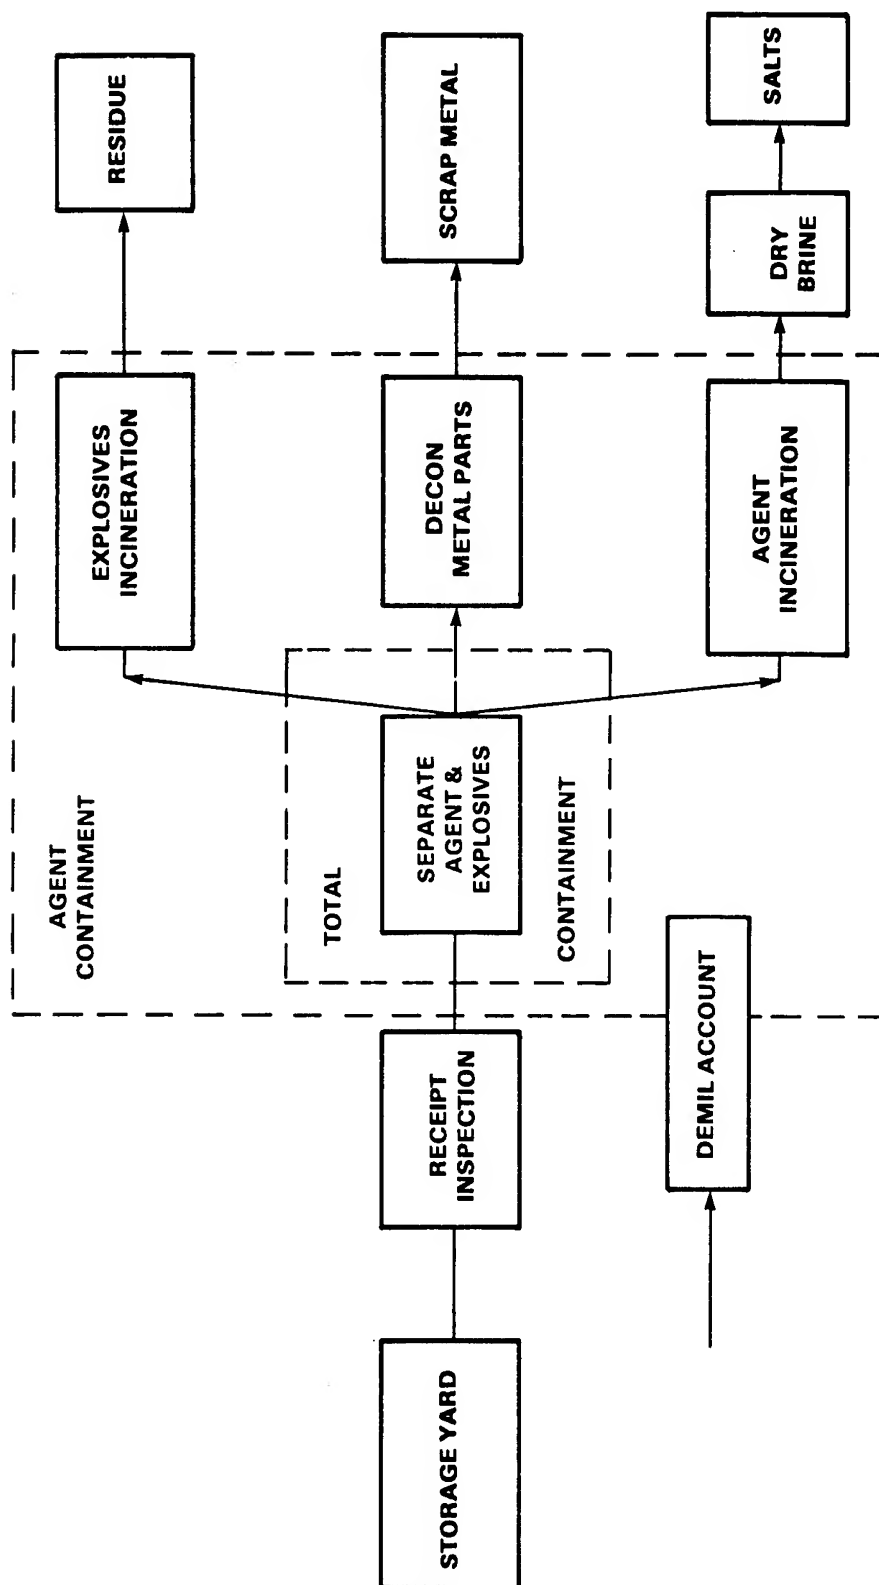 STORAGE YARD
RECEIPT
INSPECTION
DEMIL ACCOUNT
AGENT
CONTAINMENT
TOTAL
SEPARATE
AGENT &
EXPLOSIVES
CONTAINMENT
EXPLOSIVES
INCINERATION
DECON
METAL PARTS
AGENT
INCINERATION
RESIDUE
SCRAP METAL
DRY
BRINE
SALTS